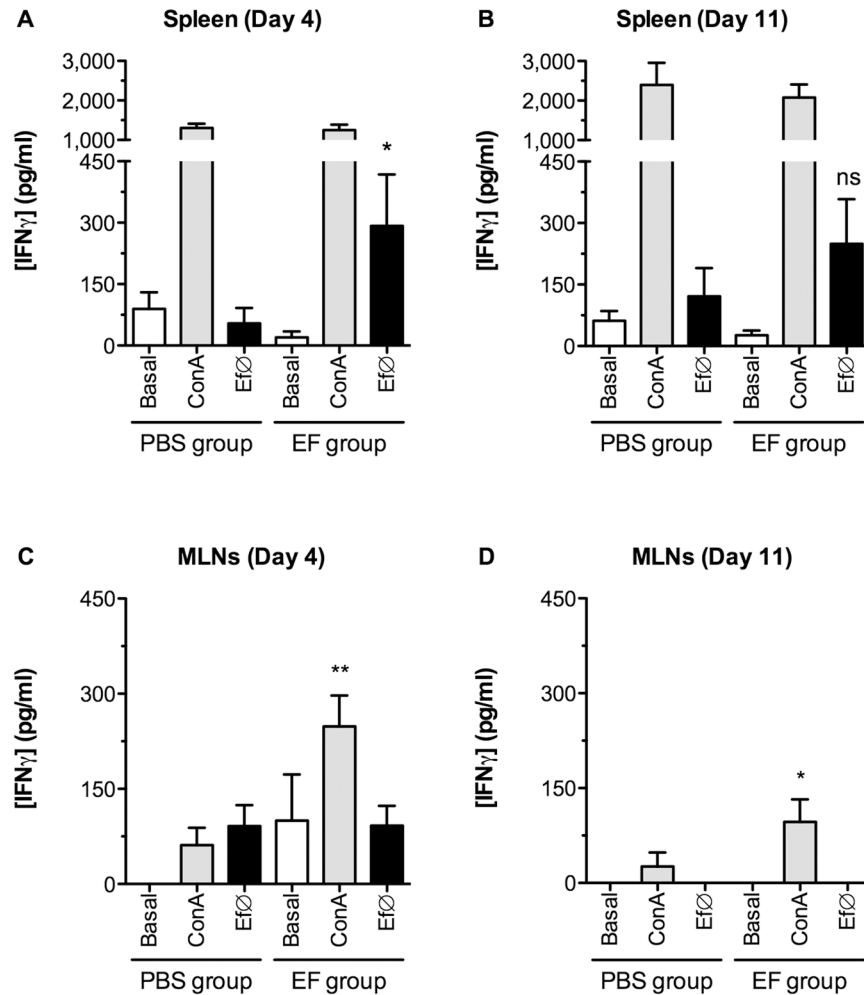 A Spleen (Day 4)
[IFNγ] (pg/ml)
3,000
2,000
1,000
450
300
150
0
*
Basal ConA EfØ Basal ConA EfØ
PBS group EF group
B Spleen (Day 11)
[IFNγ] (pg/ml)
3,000
2,000
1,000
450
300
150
0
ns
Basal ConA EfØ Basal ConA EfØ
PBS group EF group
C MLNs (Day 4)
[IFNγ] (pg/ml)
450
300
150
0
**
Basal ConA EfØ Basal ConA EfØ
PBS group EF group
D MLNs (Day 11)
[IFNγ] (pg/ml)
450
300
150
0
*
Basal ConA EfØ Basal ConA EfØ
PBS group EF group